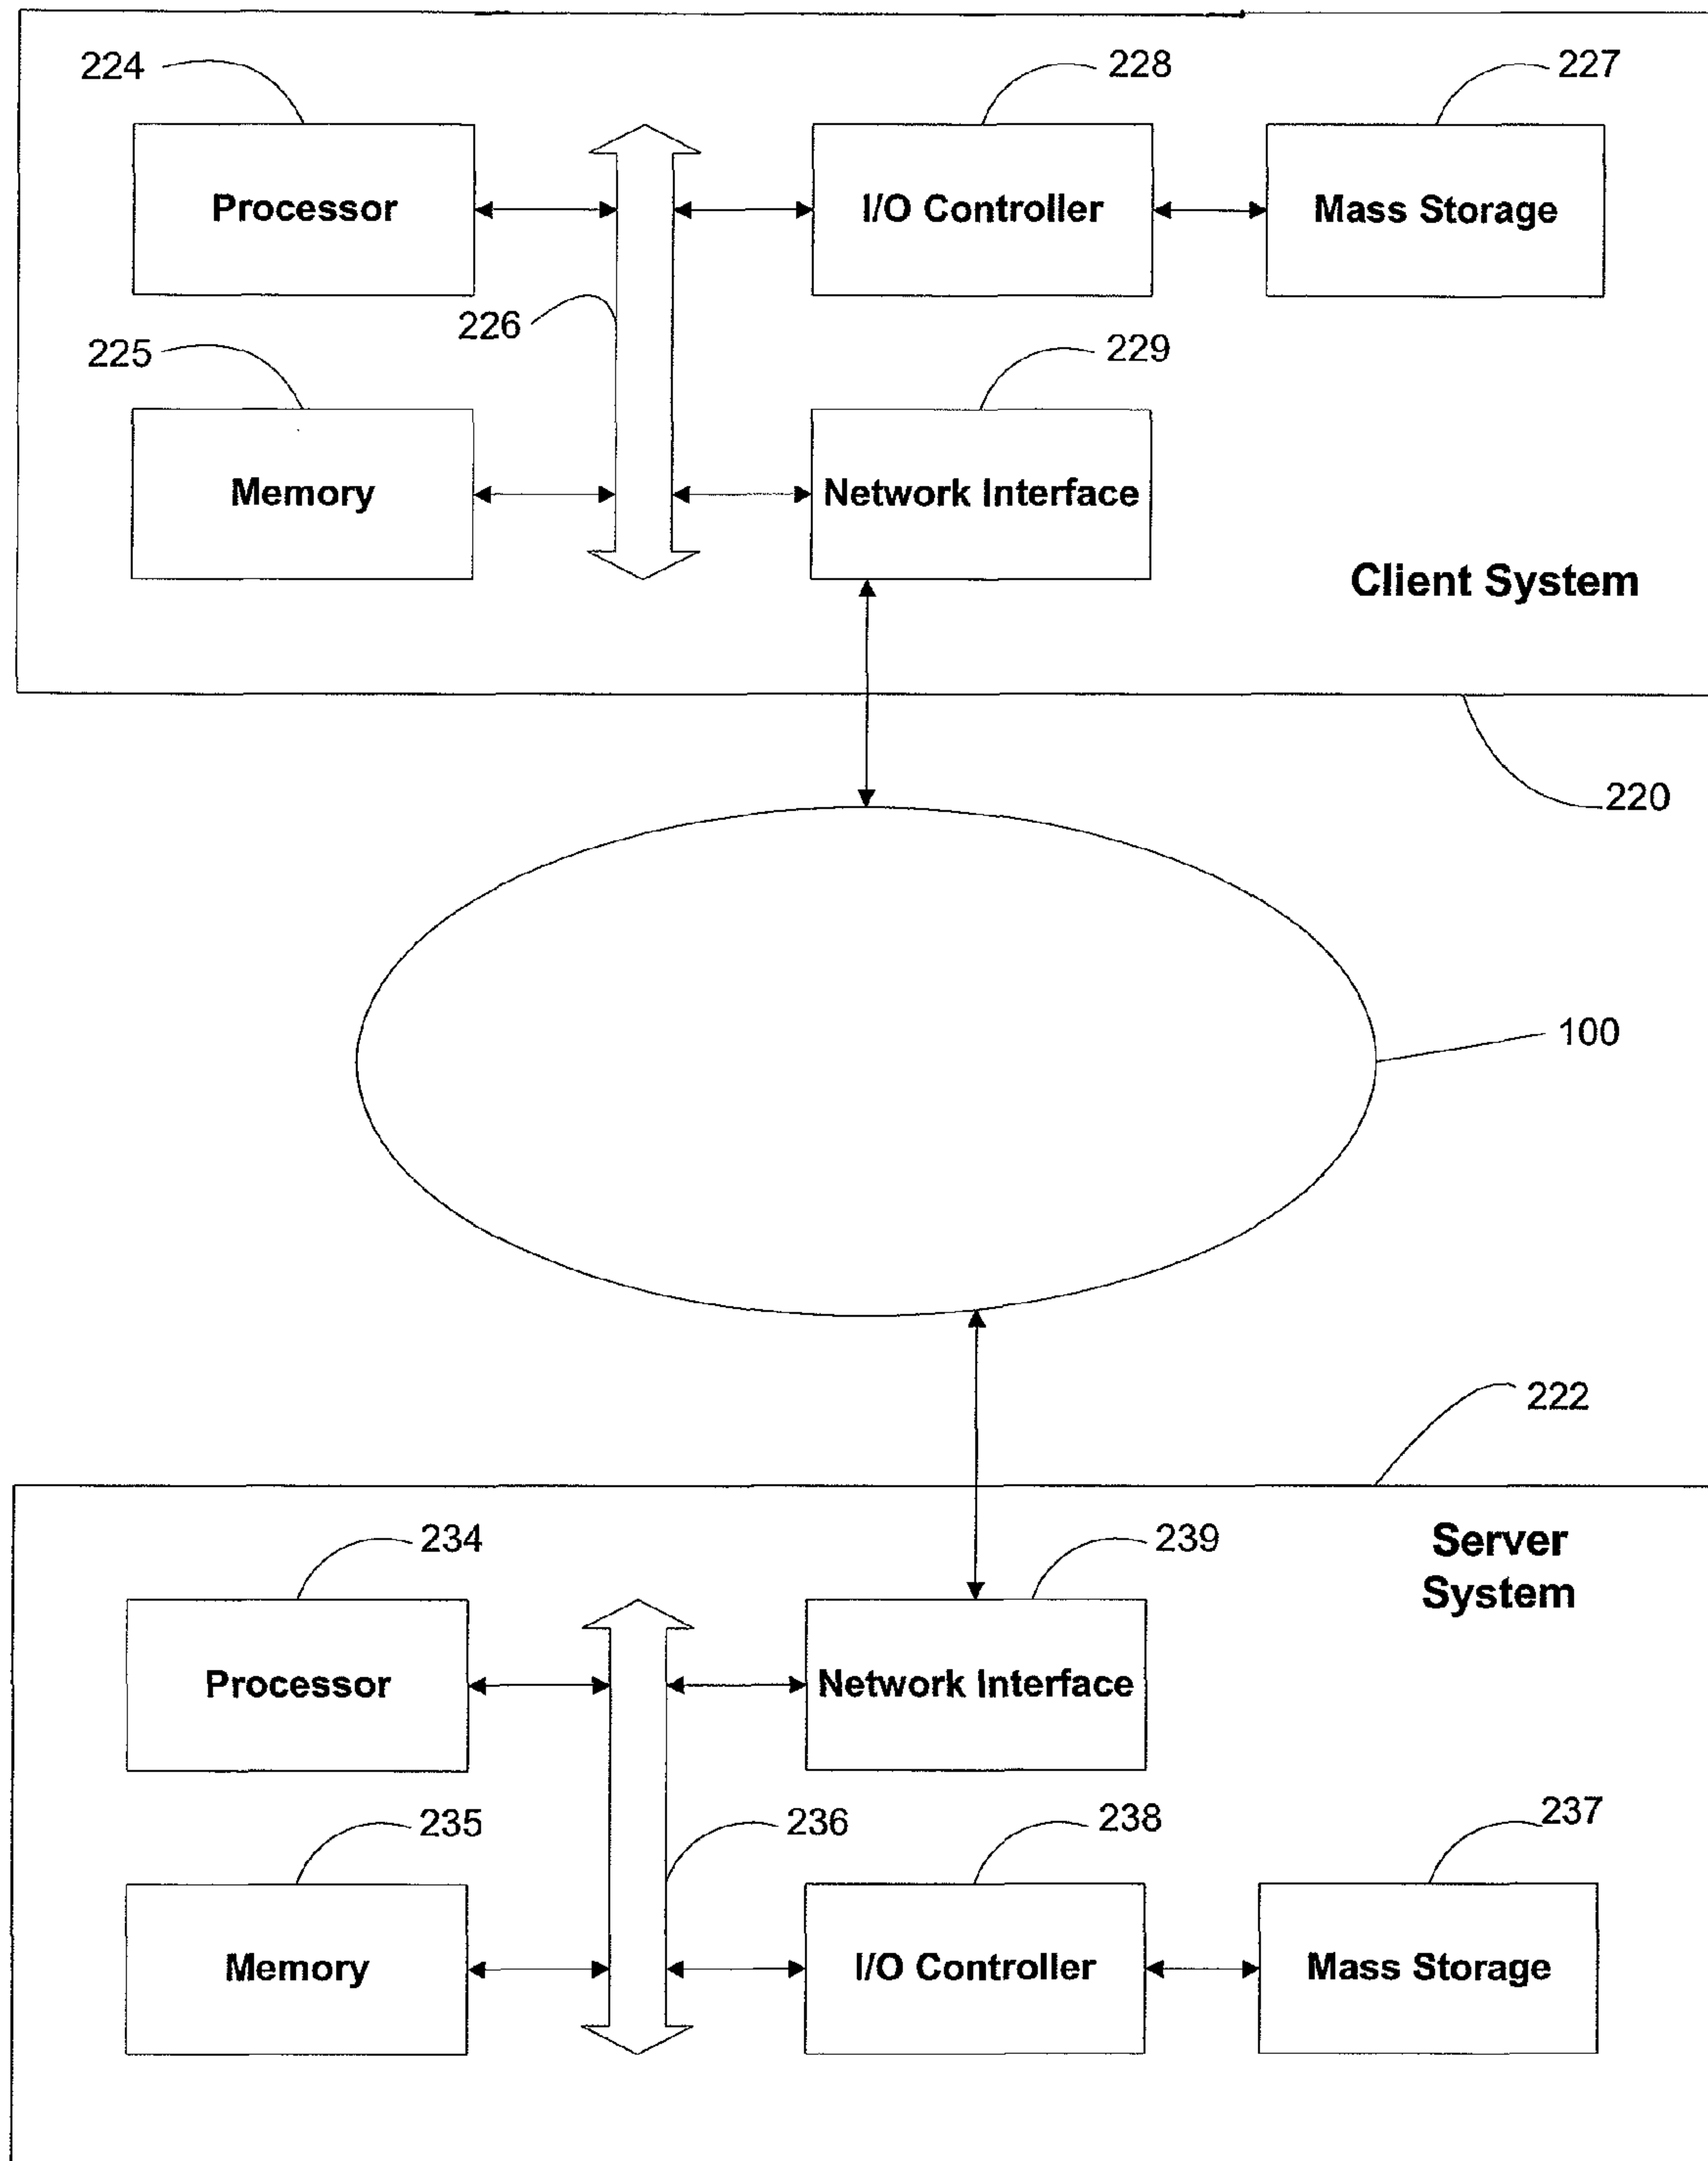 224
228
227
Processor
I/O Controller
Mass Storage
226
225
229
Memory
Network Interface
Client System
220
100
222
234
239
Server
System
Processor
Network Interface
235
236
238
237
Memory
I/O Controller
Mass Storage